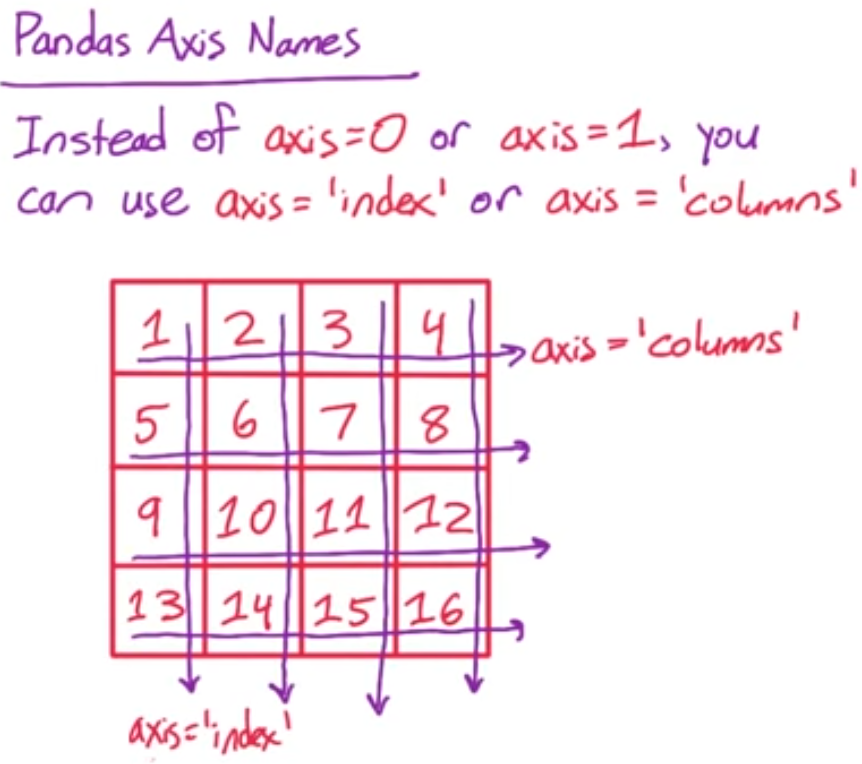 Pandas Axis Names
Instead of axis=0 or axis=1, you
can use axis='index' or axis = 'columns'
1 2 3 4
axis='columns'
5 6 7 8
9 10 11 12
13 14 15 16
axis='index'